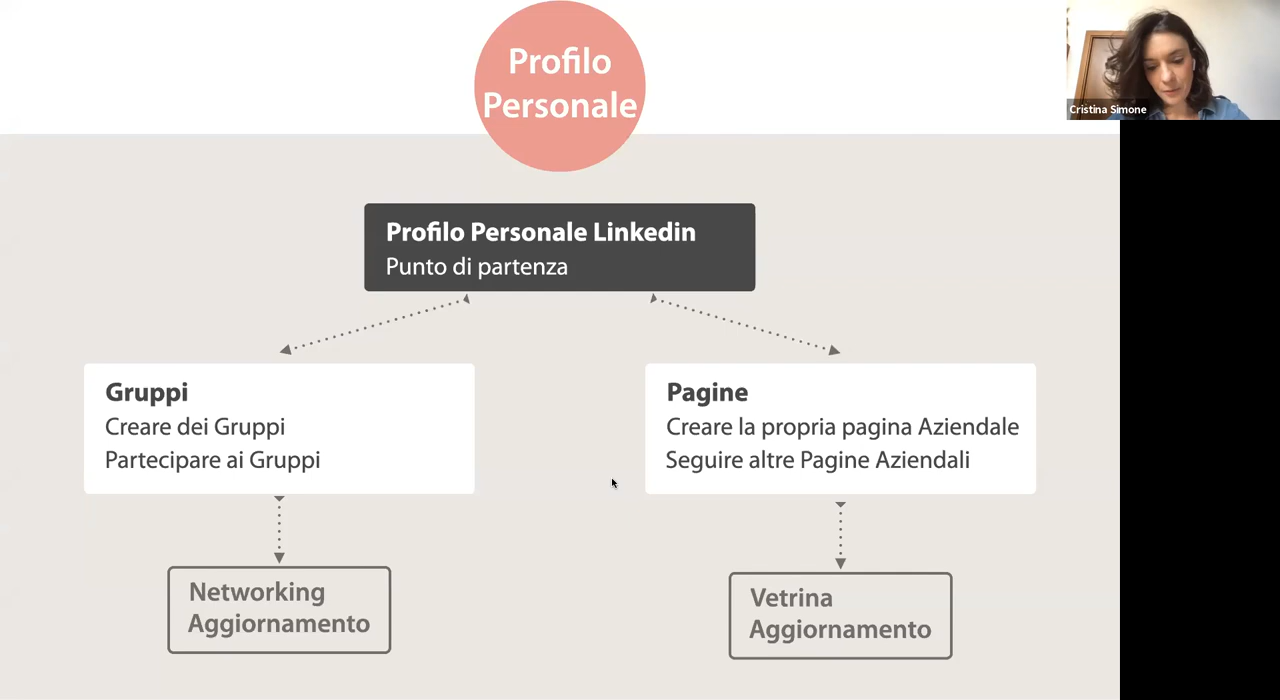 Profilo
Personale
Cristina Simone
Profilo Personale Linkedin
Punto di partenza
Gruppi
Creare dei Gruppi
Partecipare ai Gruppi
Pagine
Creare la propria pagina Aziendale
Seguire altre Pagine Aziendali
Networking
Aggiornamento
Vetrina
Aggiornamento